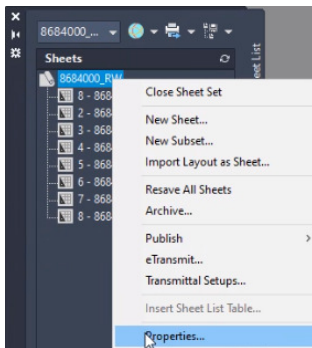 8684000_...
Sheets
8684000_RW
8 - 868
2 - 868
3 - 868
4 - 868
5 - 868
6 - 868
7 - 868
8 - 868
Sheet List
Close Sheet Set
New Sheet...
New Subset...
Import Layout as Sheet...
Resave All Sheets
Archive...
Publish
eTransmit...
Transmittal Setups...
Insert Sheet List Table...
Properties...